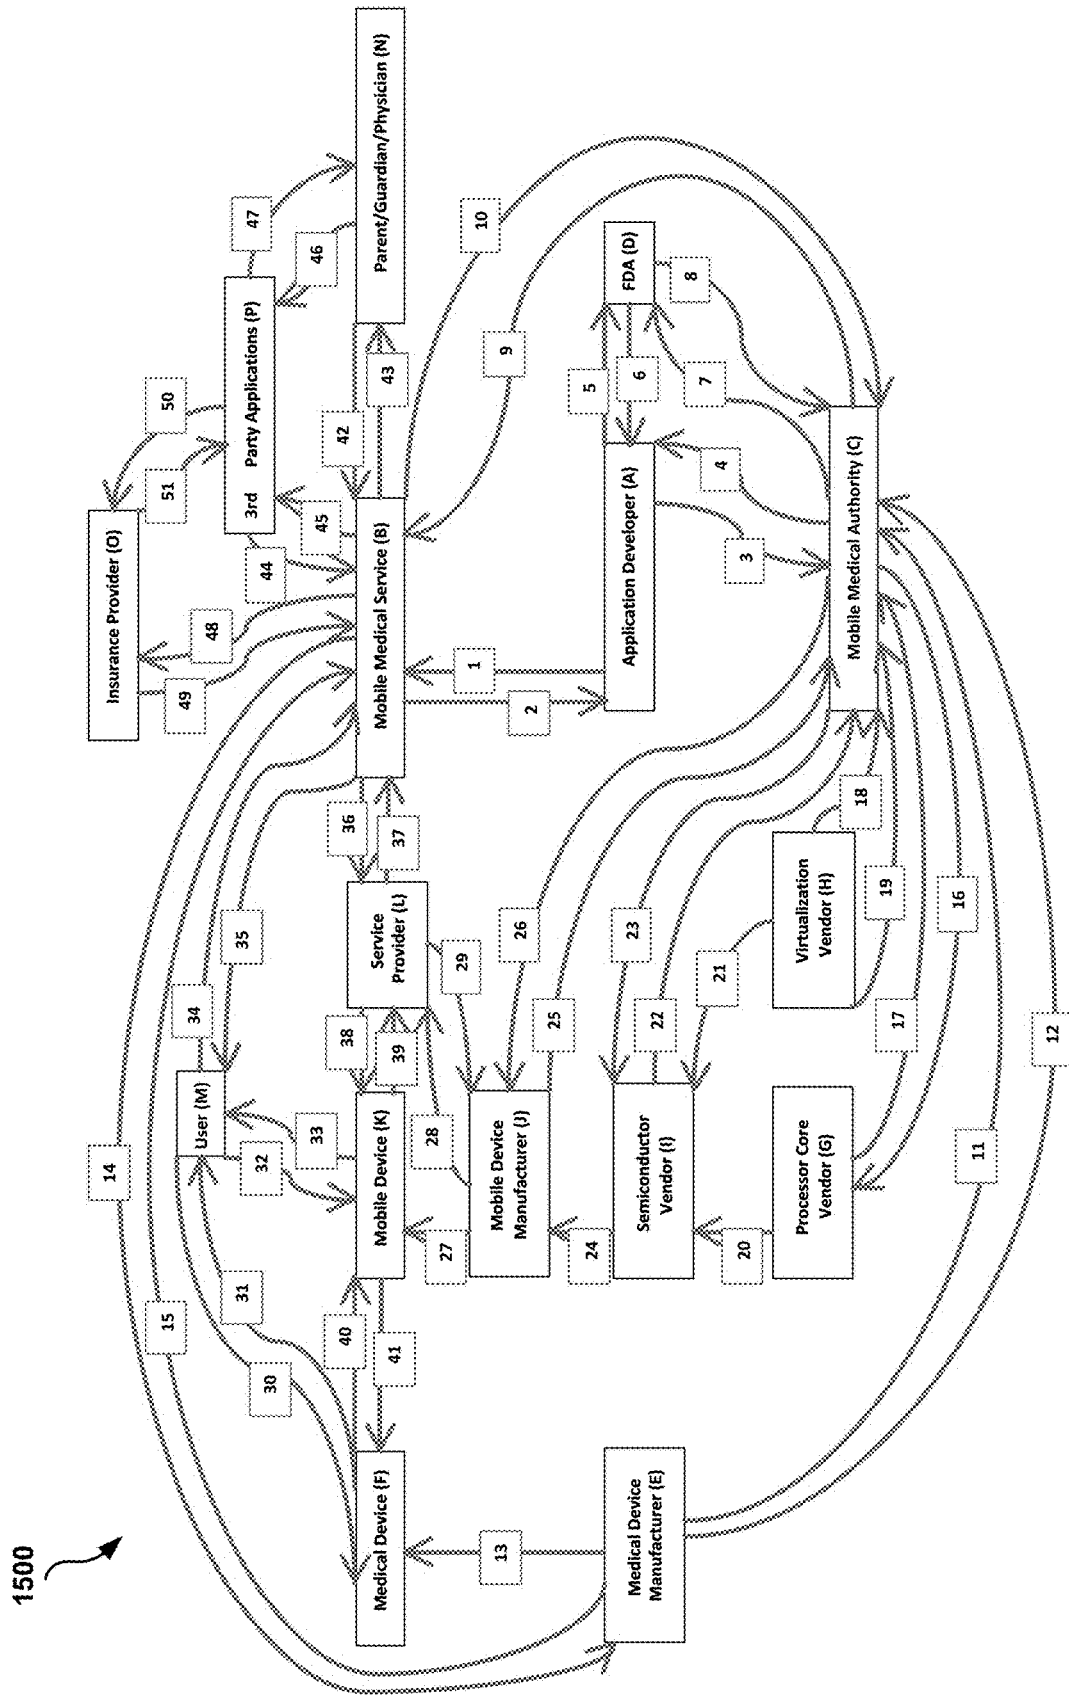 1500
14
Insurance Provider (O)
15
51
50
User (M)
34
49
48
31
35
3rd Party Applications (P)
47
30
32
44
33
45
46
40
38
36
42
Medical Device (F)
41
Mobile Device (K)
39
Service
Provider (L)
37
Mobile Medical Service (B)
43
Parent/Guardian/Physician (N)
27
28
29
1
10
13
Mobile Device
Manufacturer (J)
26
2
9
24
25
5
Medical Device
Manufacturer (E)
Semiconductor
Vendor (I)
23
Application Developer (A)
6
FDA (D)
22
4
7
8
20
21
3
Processor Core
Vendor (G)
Virtualization
Vendor (H)
18
Mobile Medical Authority (C)
17
19
11
16
12